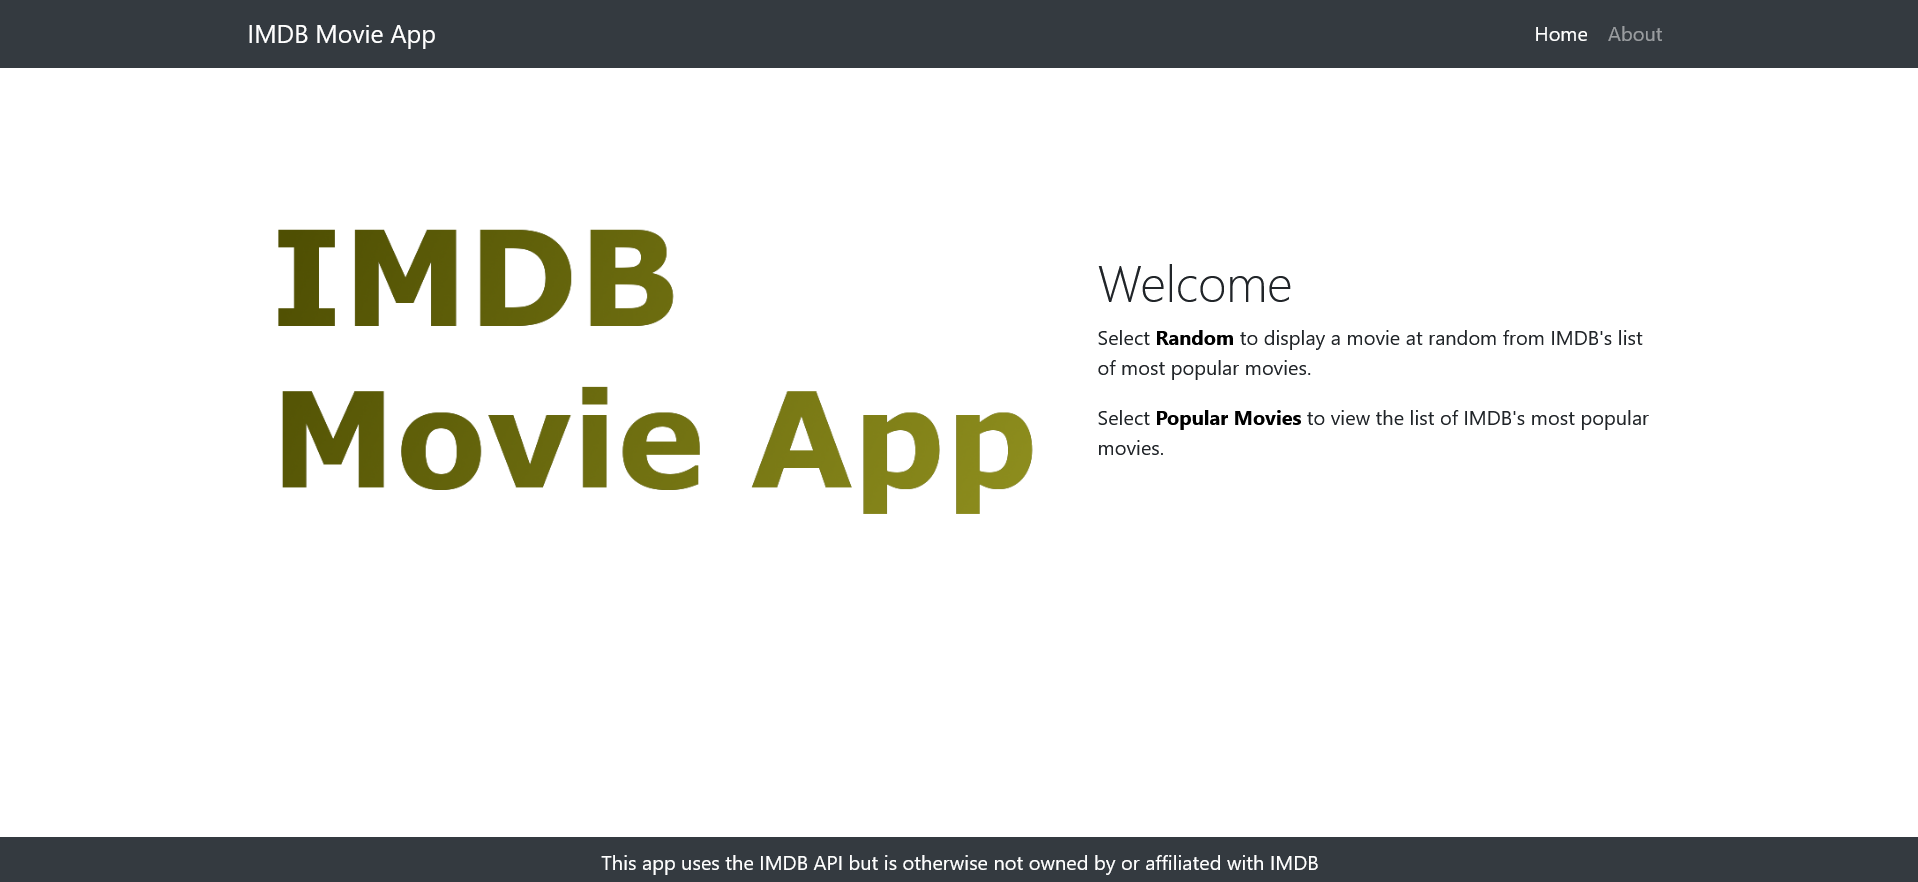 IMDB Movie App
Home About
IMDB
Movie App
Welcome
Select Random to display a movie at random from IMDB's list
of most popular movies.
Select Popular Movies to view the list of IMDB's most popular
movies.
This app uses the IMDB API but is otherwise not owned by or affiliated with IMDB